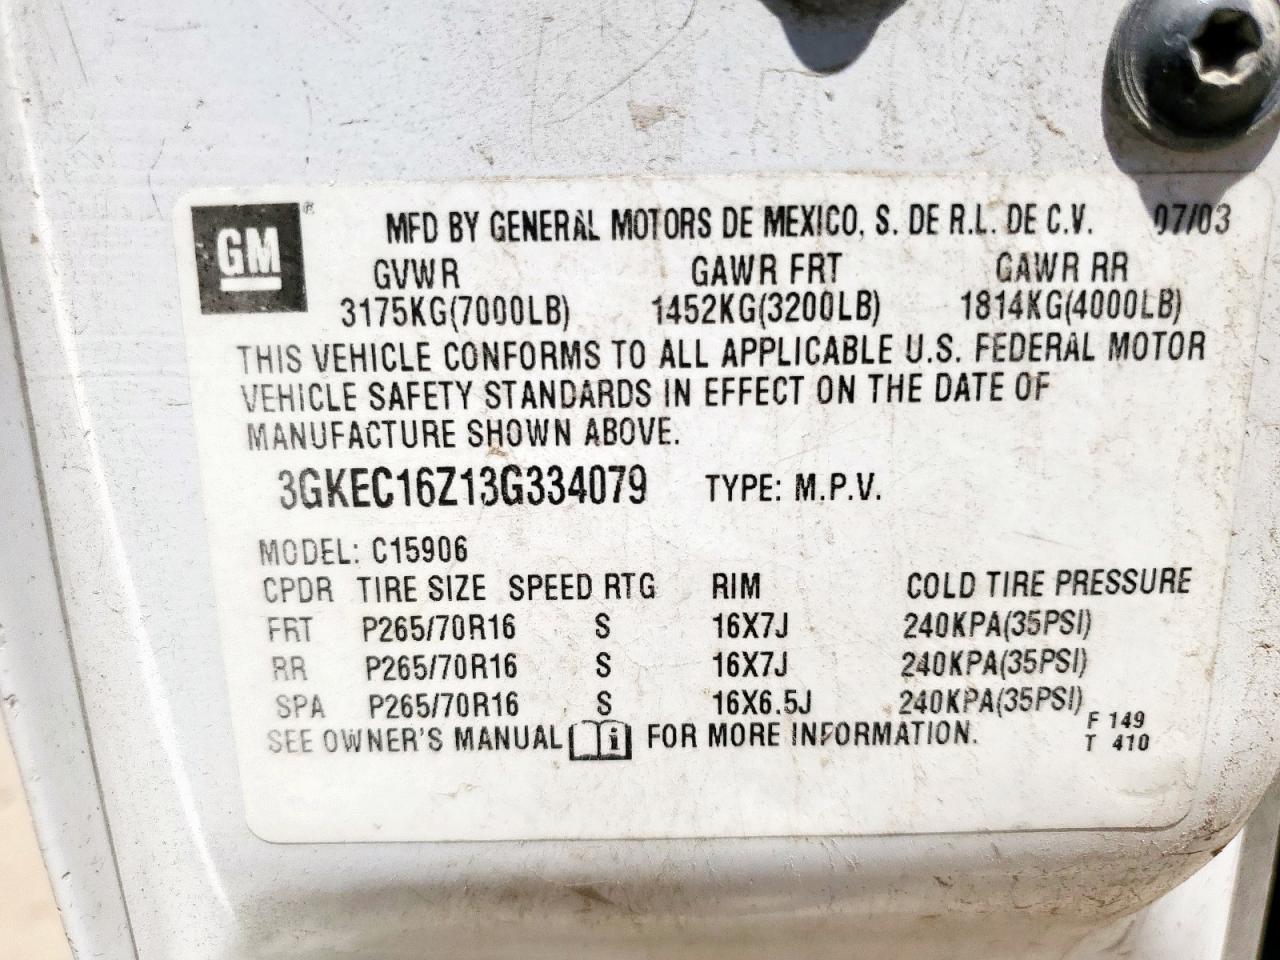 GM ® MFD BY GENERAL MOTORS DE MEXICO, S. DE R.L. DE C.V. 07/03
GVWR GAWR FRT GAWR RR
3175KG(7000LB) 1452KG(3200LB) 1814KG(4000LB)
THIS VEHICLE CONFORMS TO ALL APPLICABLE U.S. FEDERAL MOTOR
VEHICLE SAFETY STANDARDS IN EFFECT ON THE DATE OF
MANUFACTURE SHOWN ABOVE.
3GKEC16Z13G334079 TYPE: M.P.V.
MODEL: C15906
CPDR TIRE SIZE SPEED RTG RIM COLD TIRE PRESSURE
FRT P265/70R16 S 16X7J 240KPA(35PSI)
RR P265/70R16 S 16X7J 240KPA(35PSI)
SPA P265/70R16 S 16X6.5J 240KPA(35PSI)
SEE OWNER'S MANUAL i FOR MORE INFORMATION.
F 149
T 410